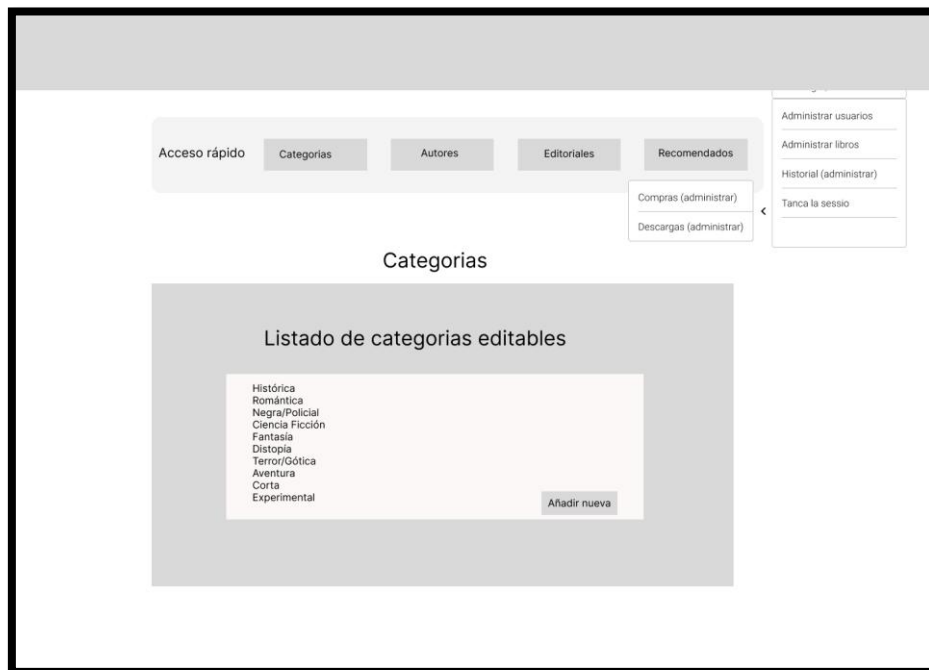 Administrar usuarios
Administrar libros
Historial (administrar)
Tanca la sessio
Acceso rápido
Categorias
Autores
Editoriales
Recomendados
Compras (administrar)
Descargas (administrar)
Categorias
Listado de categorias editables
Histórica
Romántica
Negra/Policial
Ciencia Ficción
Fantasía
Distopía
Terror/Gótica
Aventura
Corta
Experimental
Añadir nueva